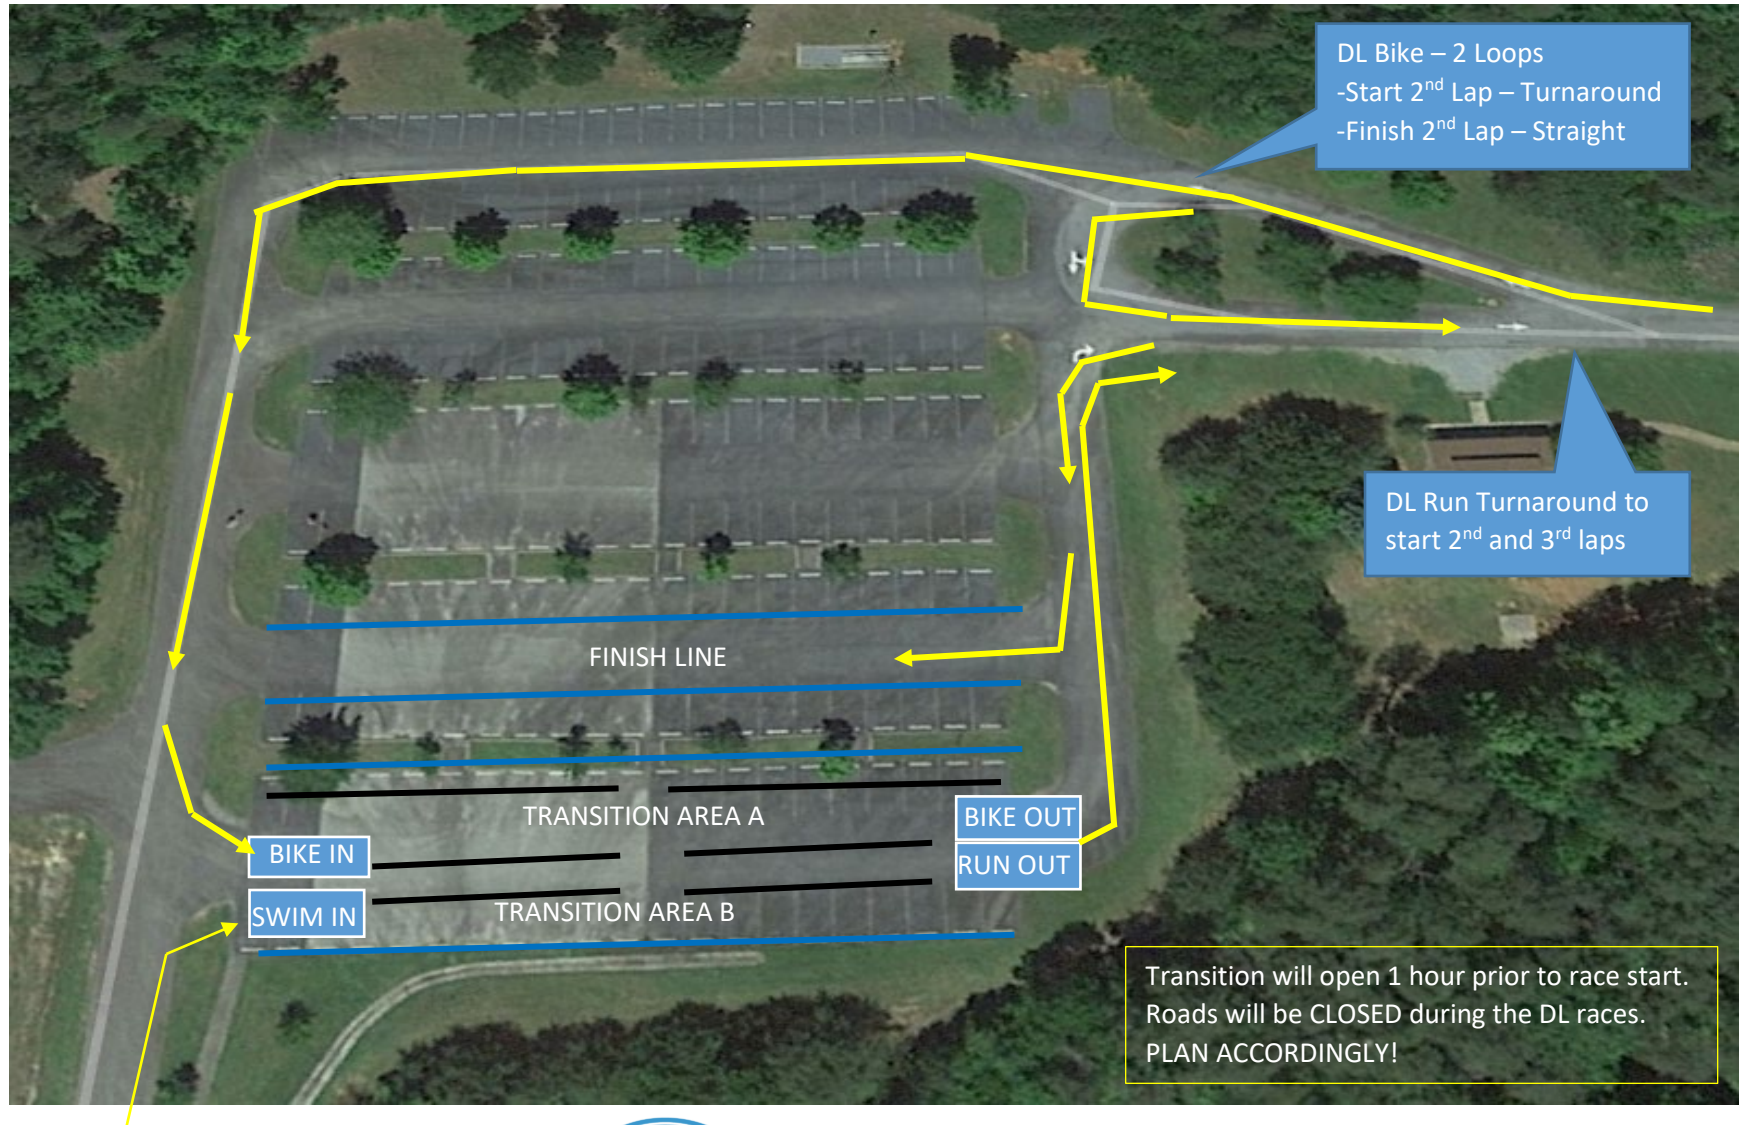 DL Bike – 2 Loops
-Start 2nd Lap – Turnaround
-Finish 2nd Lap – Straight
DL Run Turnaround to
start 2nd and 3rd laps
FINISH LINE
TRANSITION AREA A
BIKE OUT
BIKE IN
RUN OUT
SWIM IN
TRANSITION AREA B
Transition will open 1 hour prior to race start.
Roads will be CLOSED during the DL races.
PLAN ACCORDINGLY!